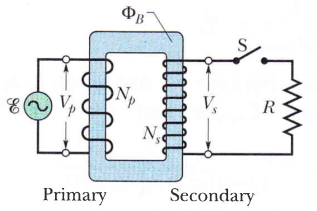 Φ_B
S
ℰ
V_p
N_p
N_s
V_s
R
Primary
Secondary